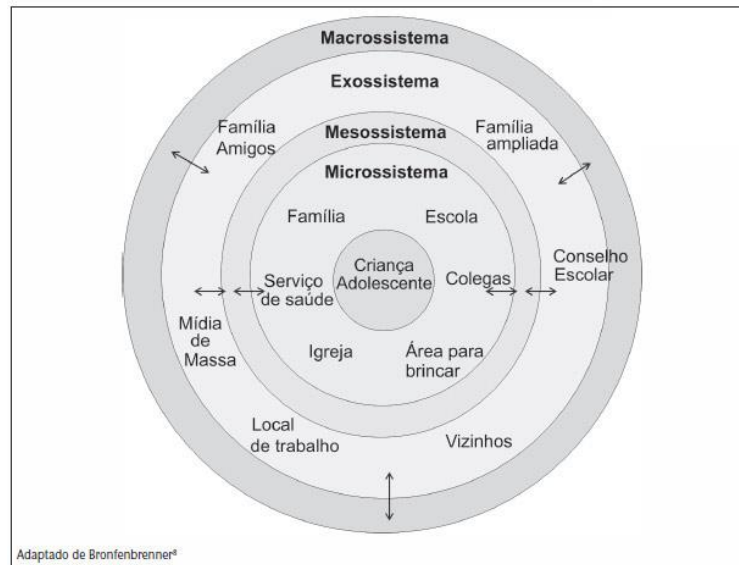 Macrossistema
Exossistema
Família
Amigos
Mesossistema
Família
ampliada
Microssistema
Família
Escola
Criança
Adolescente
Serviço
de saúde
Colegas
Conselho
Escolar
Mídia
de
Massa
Igreja
Área para
brincar
Local
de trabalho
Vizinhos
Adaptado de Bronfenbrenner⁸